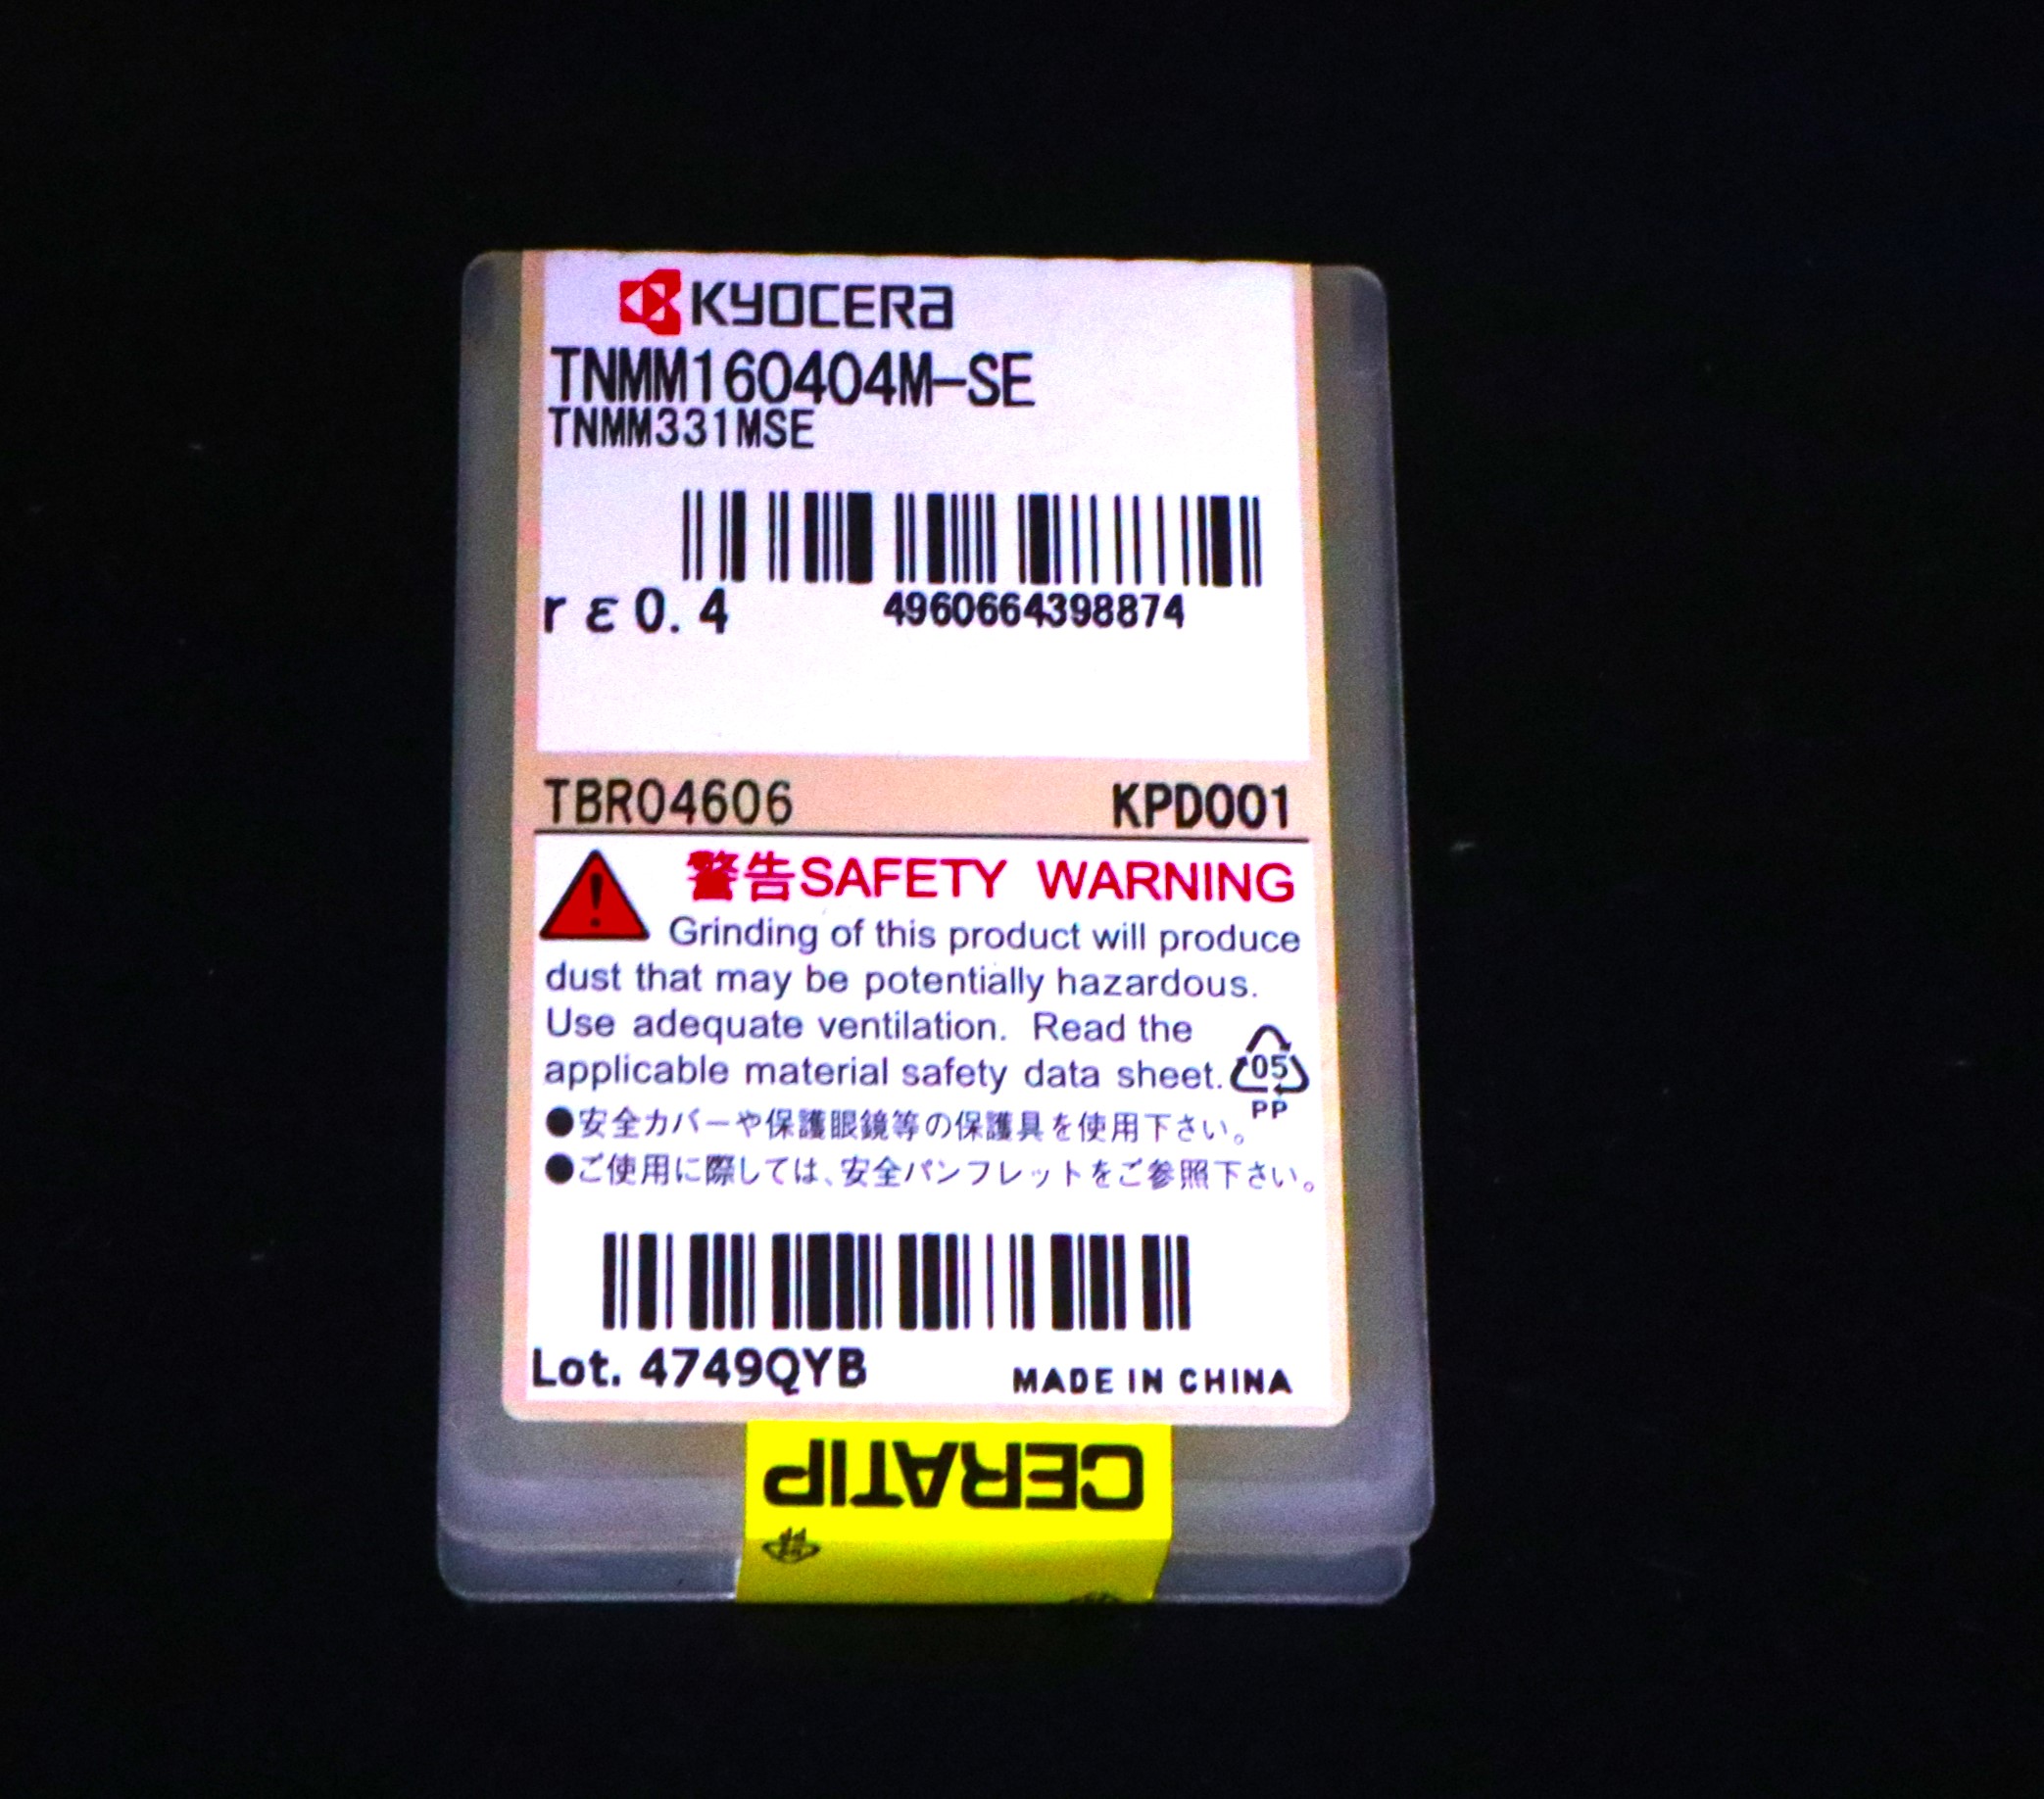 KYOCERA
TNMM160404M-SE
TNMM331MSE
rε0.4
4960664398874
TBR04606 KPD001
警告SAFETY WARNING
Grinding of this product will produce
dust that may be potentially hazardous.
Use adequate ventilation. Read the
applicable material safety data sheet.
05
PP
●安全カバーや保護眼鏡等の保護具を使用下さい。
●ご使用に際しては、安全パンフレットをご参照下さい。
Lot. 4749QYB MADE IN CHINA
CERATIP